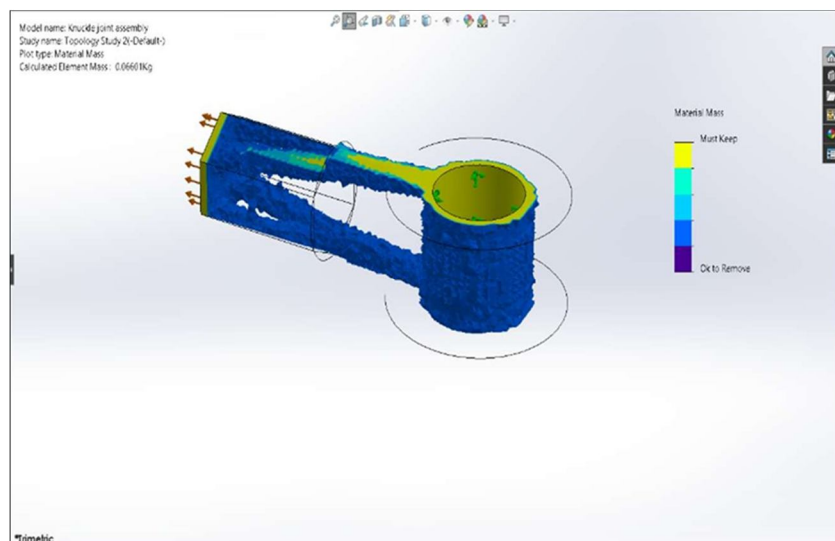 Model name: Knuckle joint assembly
Study name: Topology Study 2(-Default-)
Plot type: Material Mass
Calculated Element Mass : 0.06601Kg
Material Mass
Must Keep
Ok to Remove
*Trimetric